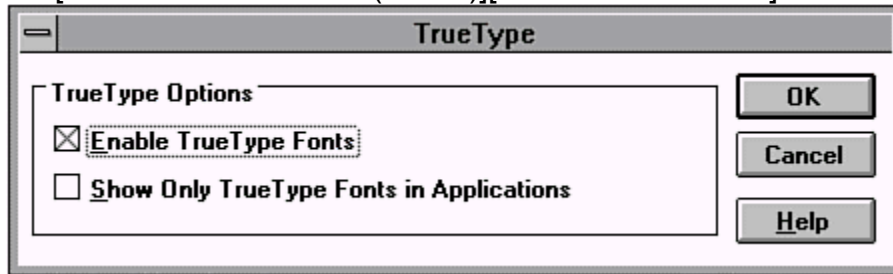 TrueType
TrueType Options
Enable TrueType Fonts
Show Only TrueType Fonts in Applications
OK
Cancel
Help